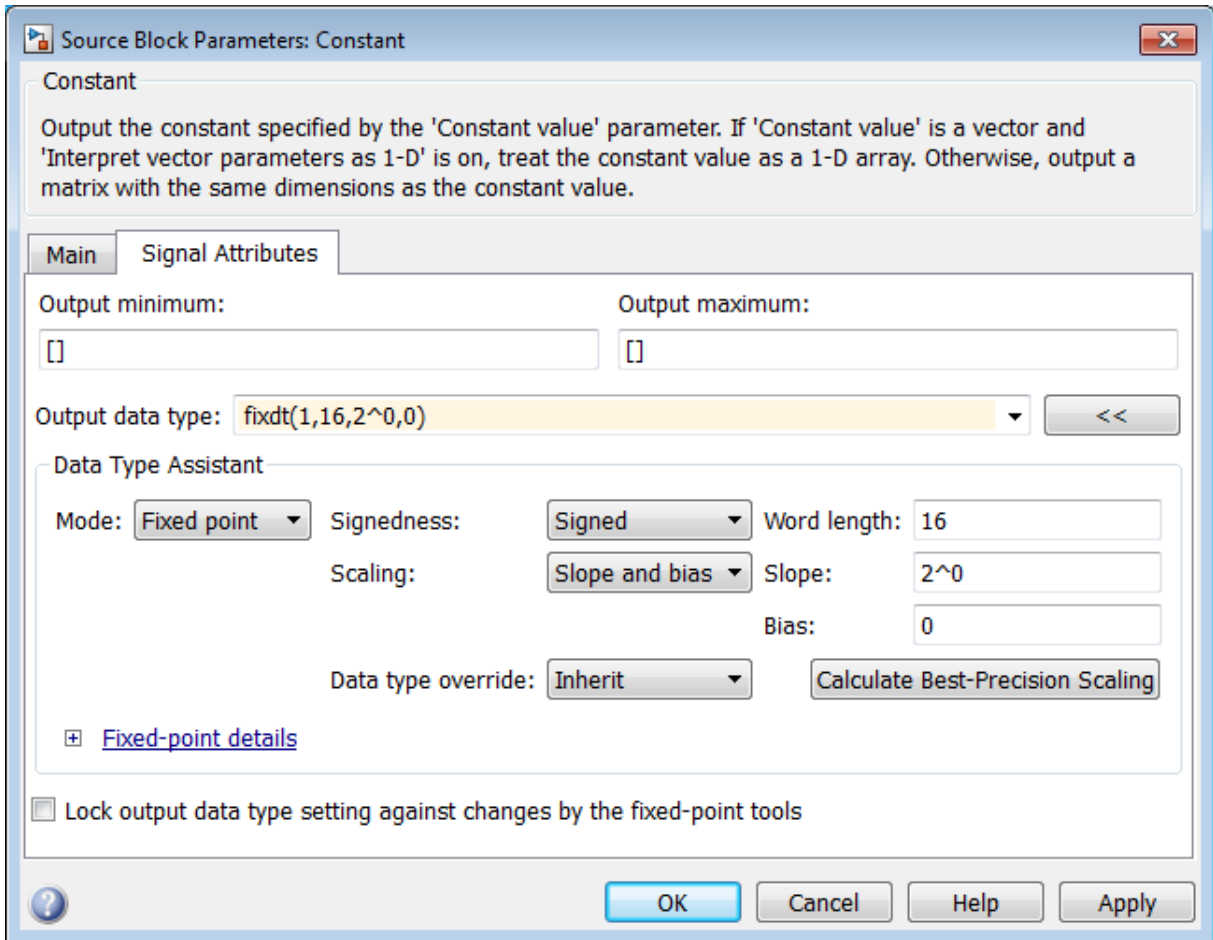 Source Block Parameters: Constant
Constant
Output the constant specified by the 'Constant value' parameter. If 'Constant value' is a vector and
'Interpret vector parameters as 1-D' is on, treat the constant value as a 1-D array. Otherwise, output a
matrix with the same dimensions as the constant value.
Main Signal Attributes
Output minimum: Output maximum:
[] []
Output data type: fixdt(1,16,2^0,0) <<
Data Type Assistant
Mode: Fixed point Signedness: Signed Word length: 16
Scaling: Slope and bias Slope: 2^0
Bias: 0
Data type override: Inherit Calculate Best-Precision Scaling
Fixed-point details
Lock output data type setting against changes by the fixed-point tools
OK Cancel Help Apply